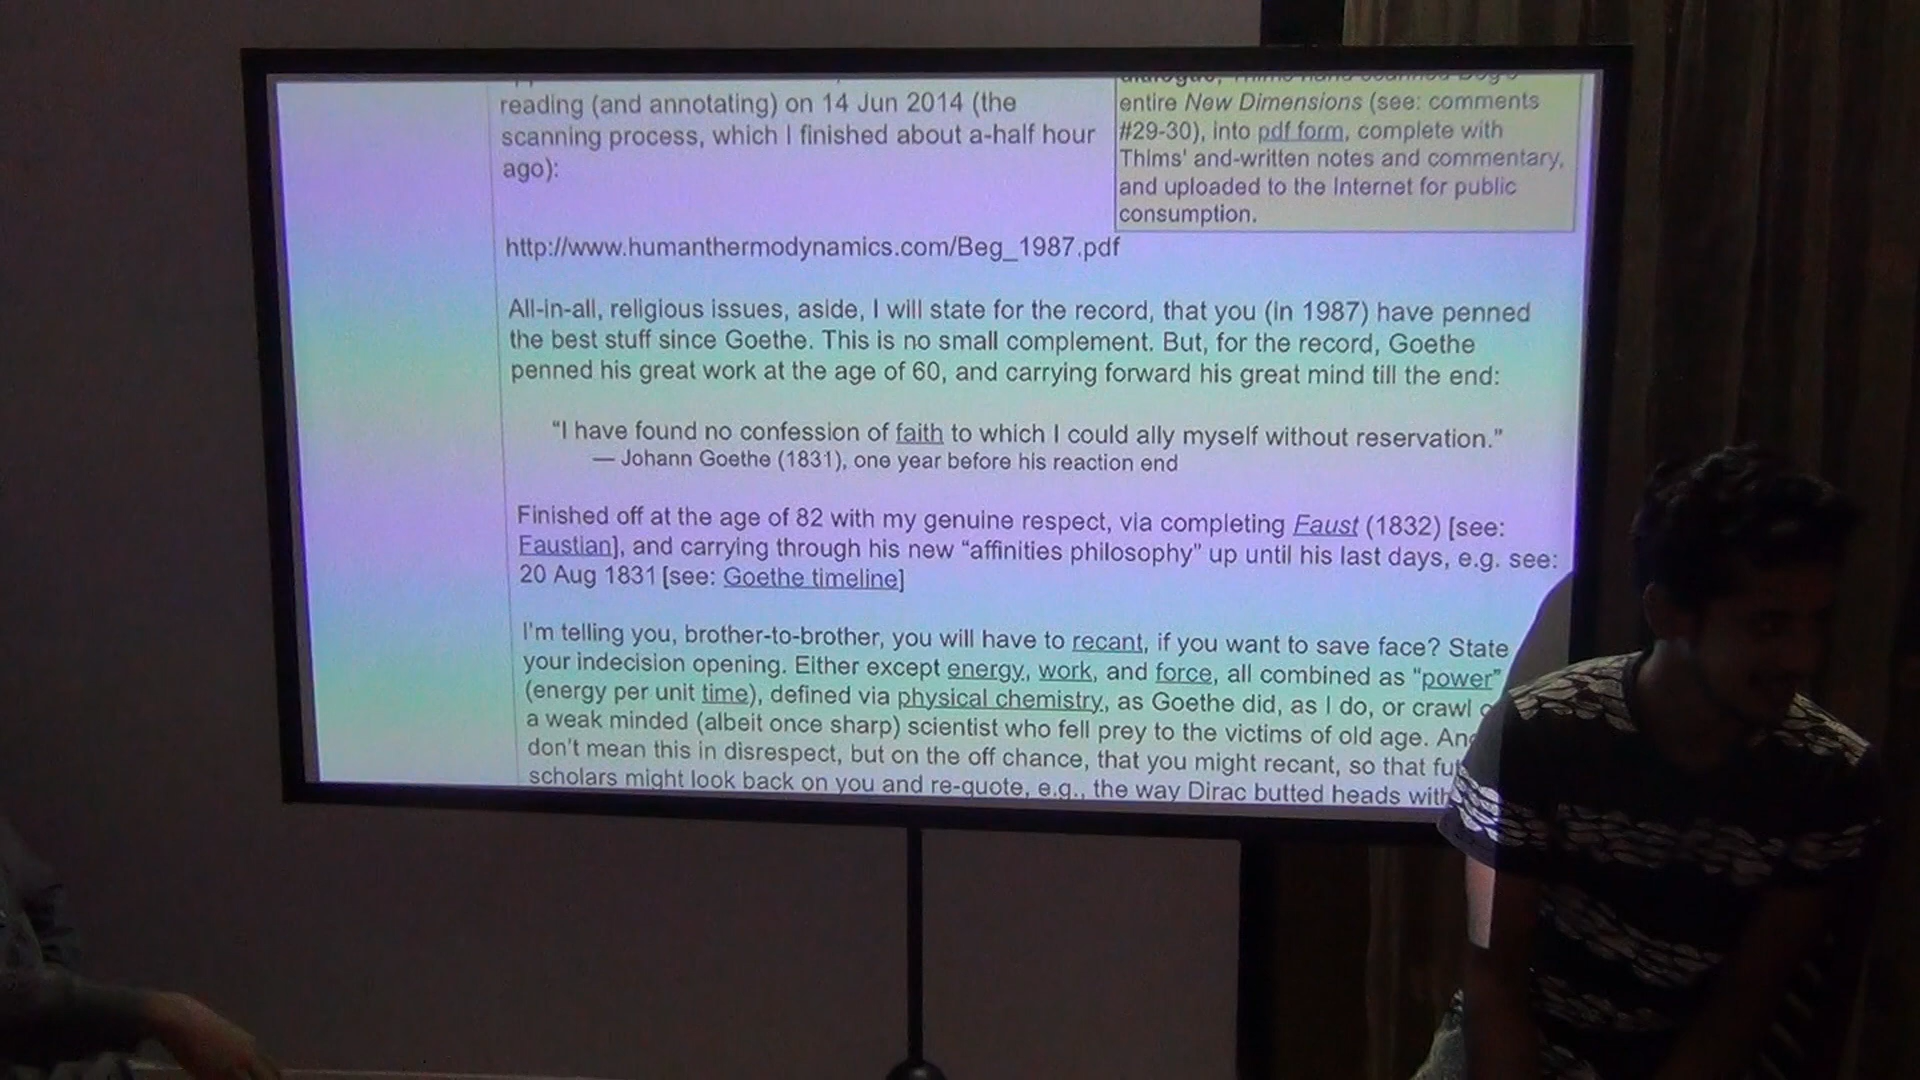 reading (and annotating) on 14 Jun 2014 (the
scanning process, which I finished about a-half hour
ago):
entire New Dimensions (see: comments
#29-30), into pdf form, complete with
Thims' and-written notes and commentary,
and uploaded to the Internet for public
consumption.
http://www.humanthermodynamics.com/Beg_1987.pdf
All-in-all, religious issues, aside, I will state for the record, that you (in 1987) have penned
the best stuff since Goethe. This is no small complement. But, for the record, Goethe
penned his great work at the age of 60, and carrying forward his great mind till the end:
“I have found no confession of faith to which I could ally myself without reservation.”
— Johann Goethe (1831), one year before his reaction end
Finished off at the age of 82 with my genuine respect, via completing Faust (1832) [see:
Faustian], and carrying through his new “affinities philosophy” up until his last days, e.g. see:
20 Aug 1831 [see: Goethe timeline]
I'm telling you, brother-to-brother, you will have to recant, if you want to save face? State
your indecision opening. Either except energy, work, and force, all combined as “power”
(energy per unit time), defined via physical chemistry, as Goethe did, as I do, or crawl
a weak minded (albeit once sharp) scientist who fell prey to the victims of old age.
don't mean this in disrespect, but on the off chance, that you might recant, so that
scholars might look back on you and re-quote, e.g., the way Dirac butted heads with